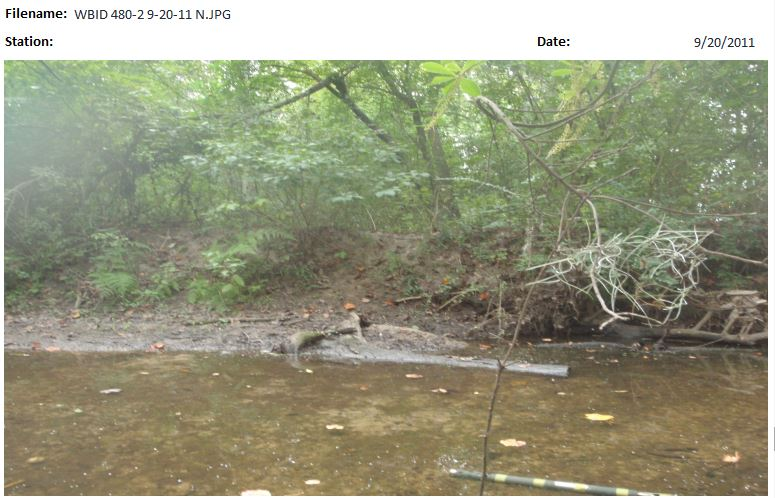 Filename: WBID 480-2 9-20-11 N.JPG
Station:
Date: 9/20/2011